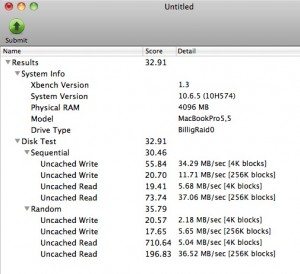 Untitled
Submit
Name Score Detail
Results 32.91
System Info
Xbench Version 1.3
System Version 10.6.5 (10H574)
Physical RAM 4096 MB
Model MacBookPro5,5
Drive Type BilligRaid0
Disk Test 32.91
Sequential 30.46
Uncached Write 55.84 34.29 MB/sec [4K blocks]
Uncached Write 20.70 11.71 MB/sec [256K blocks]
Uncached Read 19.41 5.68 MB/sec [4K blocks]
Uncached Read 73.74 37.06 MB/sec [256K blocks]
Random 35.79
Uncached Write 20.57 2.18 MB/sec [4K blocks]
Uncached Write 17.65 5.65 MB/sec [256K blocks]
Uncached Read 710.64 5.04 MB/sec [4K blocks]
Uncached Read 196.83 36.52 MB/sec [256K blocks]